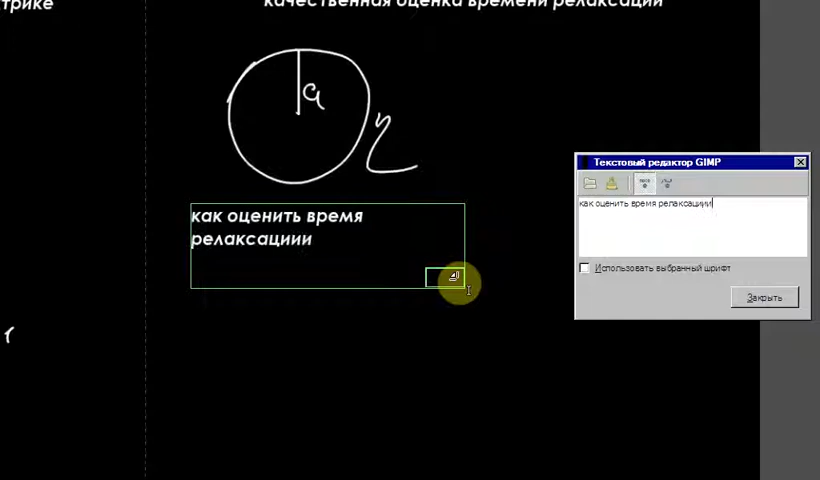 трике
качественная оценка времени релаксации
a
η
как оценить время
релаксациии
Текстовый редактор GIMP
как оценить время релаксациии
Использовать выбранный шрифт
Закрыть